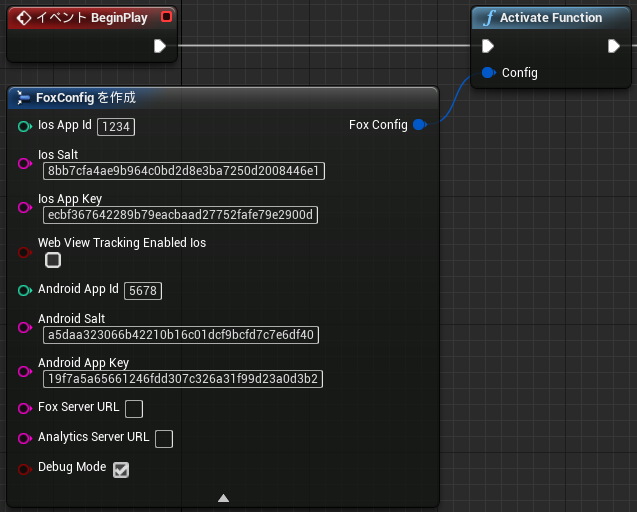 イベント BeginPlay
Activate Function
Config
FoxConfig を作成
Ios App Id 1234
Fox Config
Ios Salt
8bb7cfa4ae9b964c0bd2d8e3ba7250d2008446e1
Ios App Key
ecbf367642289b79eacbaad27752fafe79e2900d
Web View Tracking Enabled Ios
Android App Id 5678
Android Salt
a5daa323066b42210b16c01dcf9bcfd7c7e6df40
Android App Key
19f7a5a65661246fdd307c326a31f99d23a0d3b2
Fox Server URL
Analytics Server URL
Debug Mode